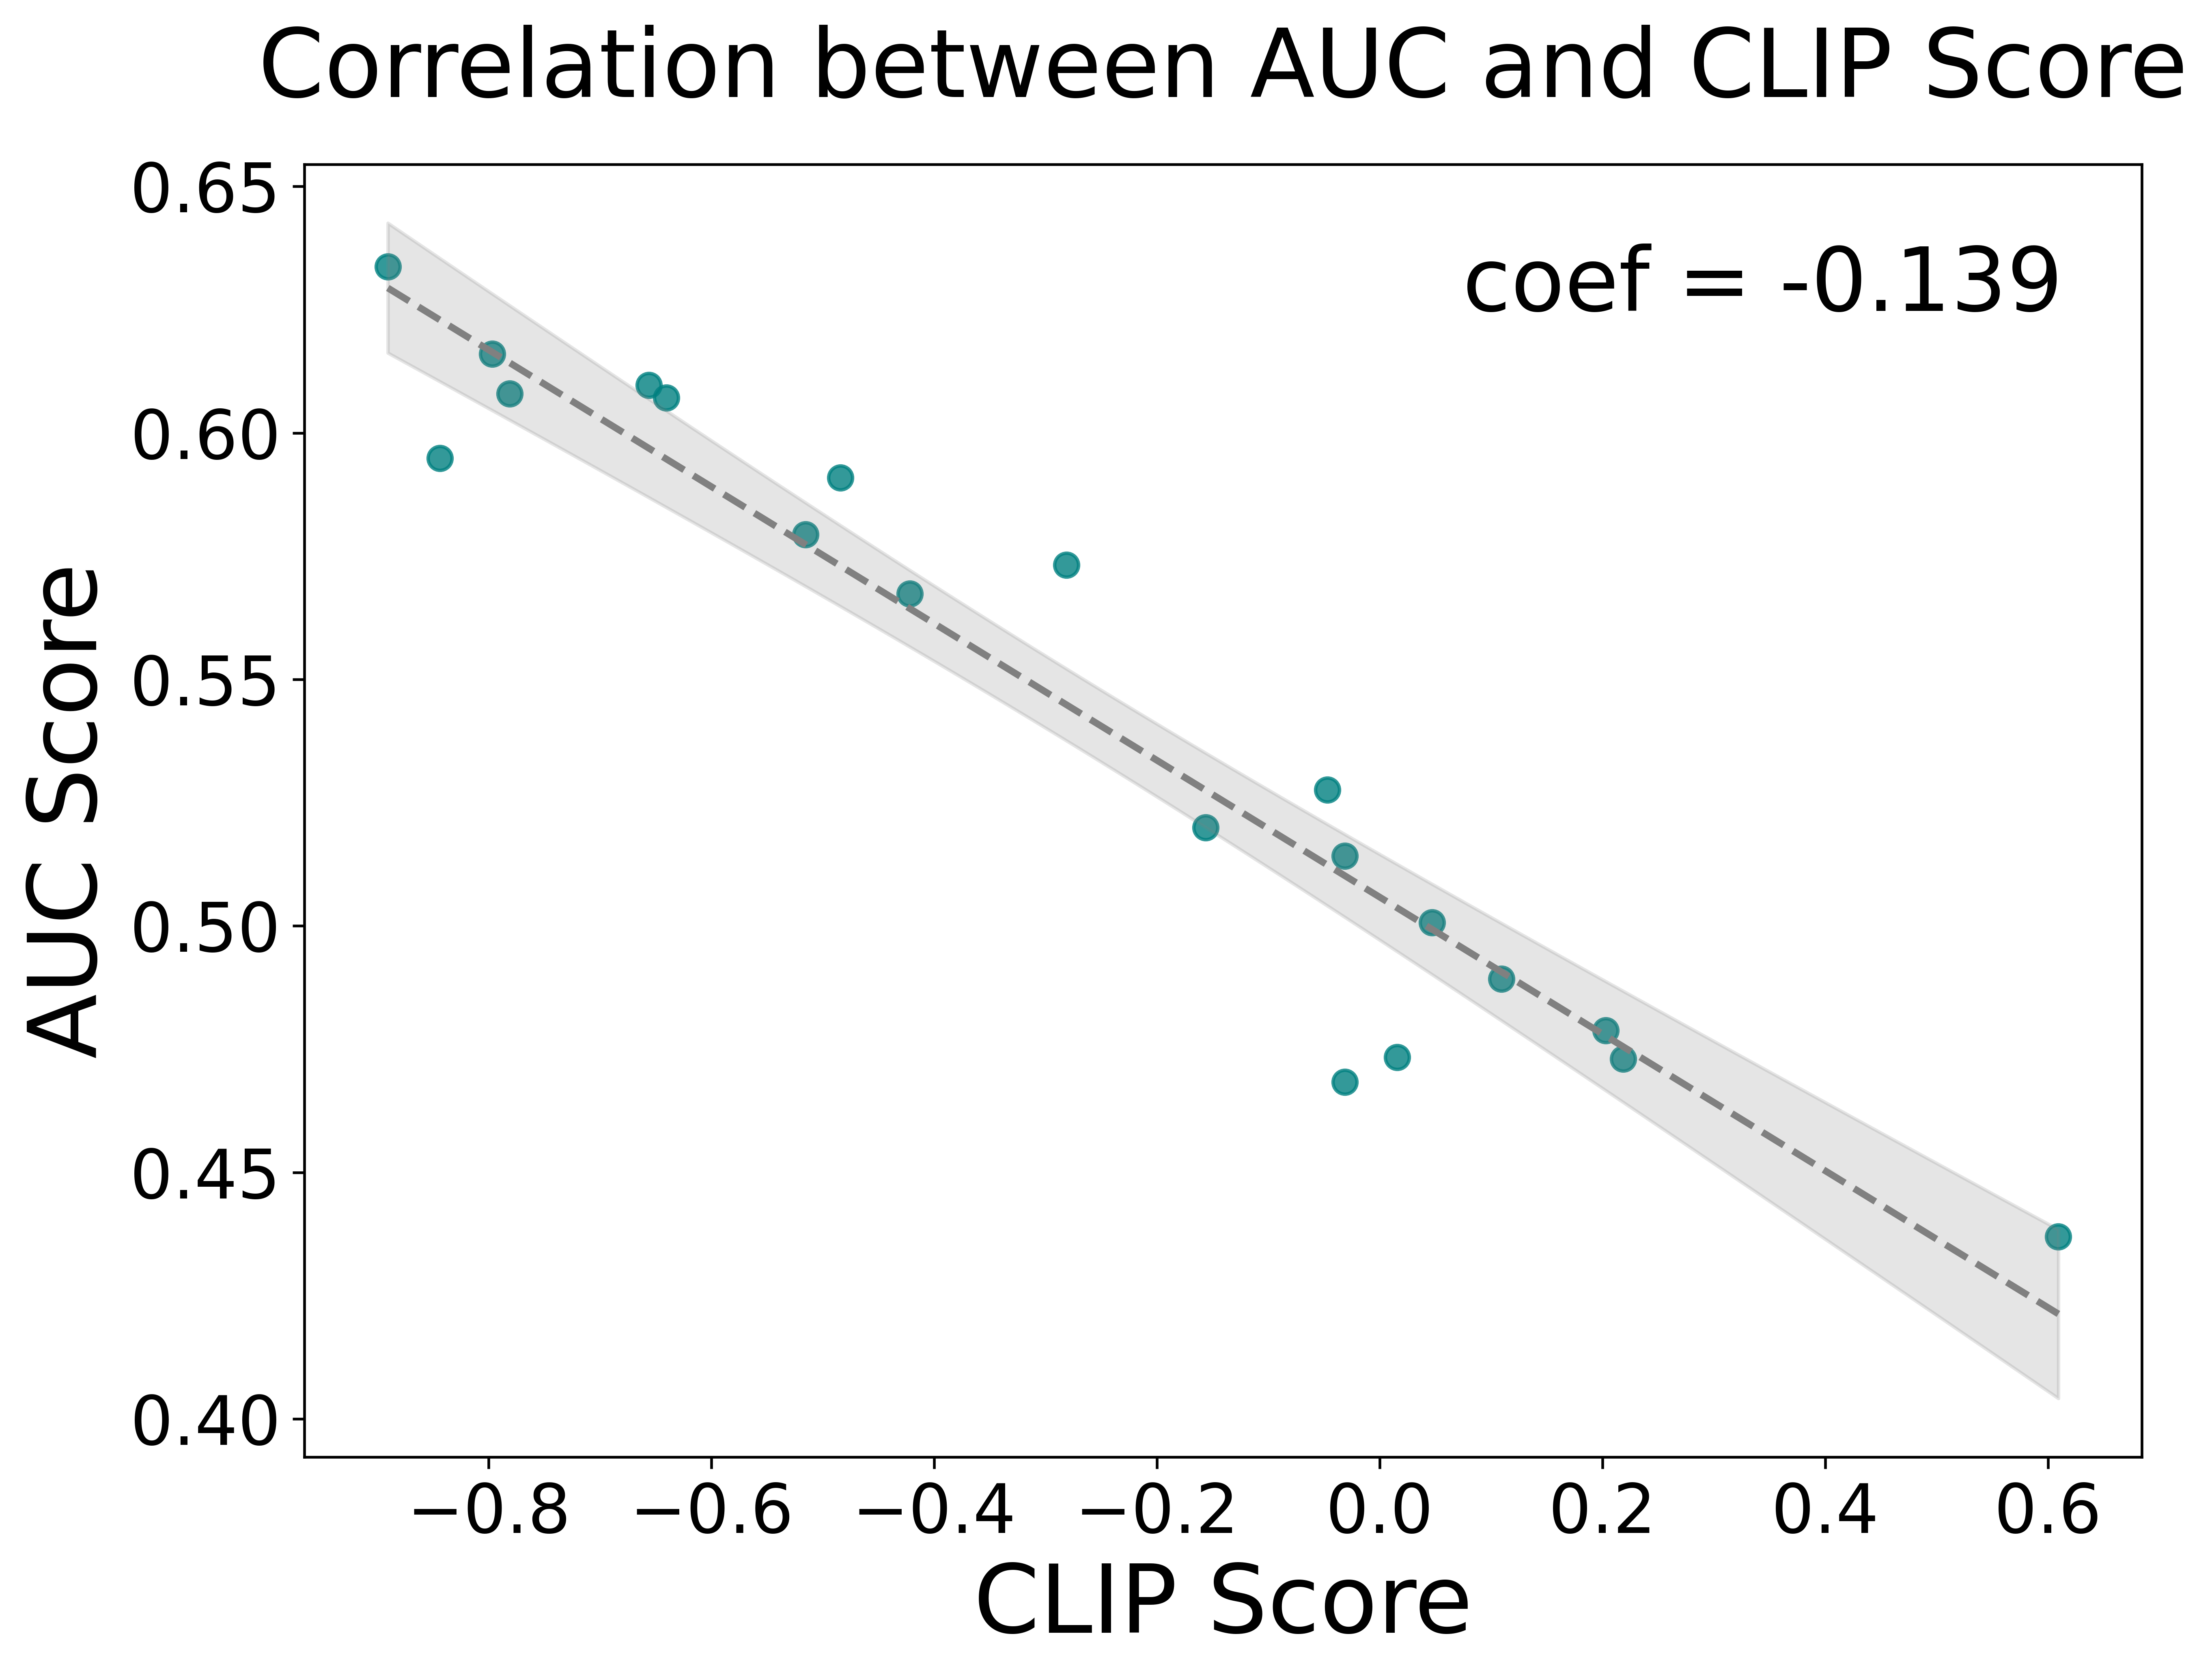 Correlation between AUC and CLIP Score
coef = -0.139
AUC Score
0.65
0.60
0.55
0.50
0.45
0.40
−0.8 −0.6 −0.4 −0.2 0.0 0.2 0.4 0.6
CLIP Score